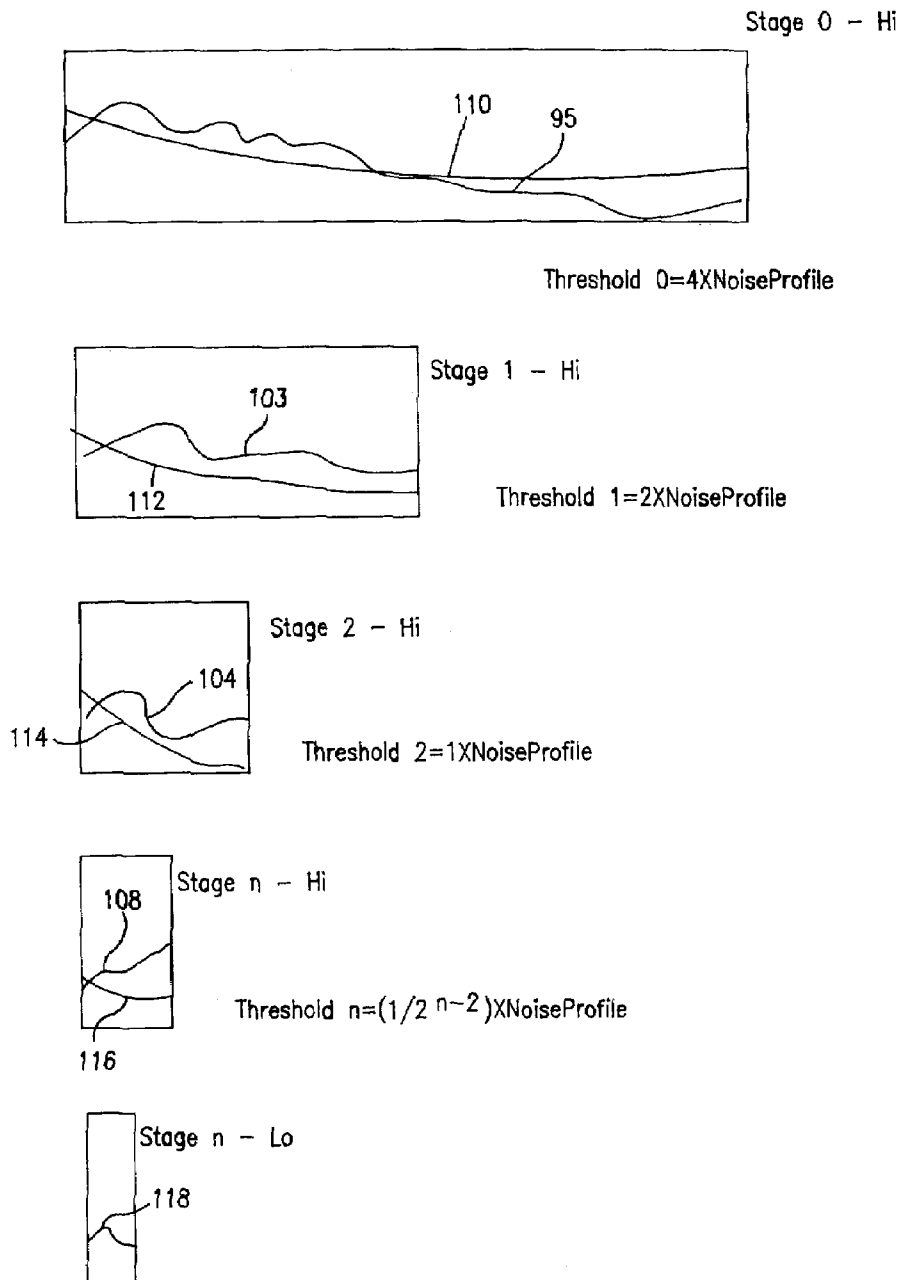 Stage 0 - Hi
110
95
Threshold 0=4XNoiseProfile
Stage 1 - Hi
103
112
Threshold 1=2XNoiseProfile
Stage 2 - Hi
104
114
Threshold 2=1XNoiseProfile
Stage n - Hi
108
Threshold n=(1/2 n-2)XNoiseProfile
116
Stage n - Lo
118